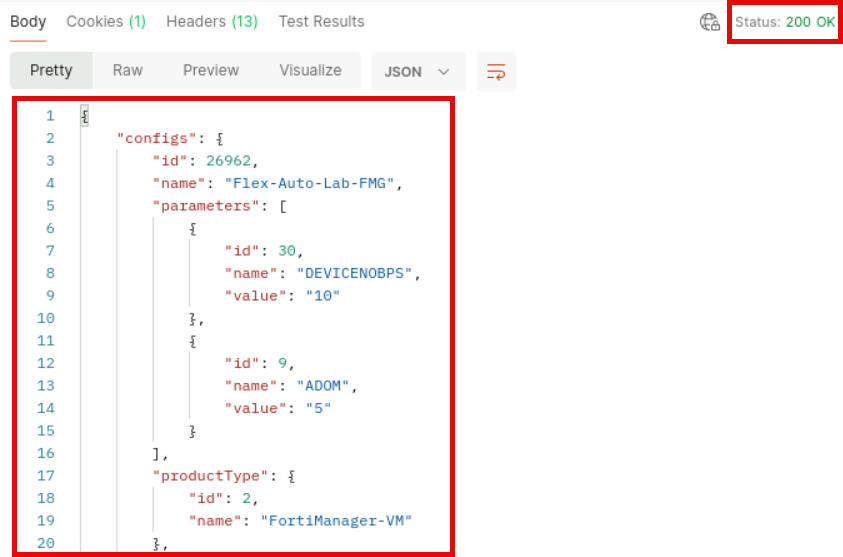 Body Cookies (1) Headers (13) Test Results Status: 200 OK
Pretty Raw Preview Visualize JSON
1 {
2 "configs": {
3 "id": 26962,
4 "name": "Flex-Auto-Lab-FMG",
5 "parameters": [
6 {
7 "id": 30,
8 "name": "DEVICENOBPS",
9 "value": "10"
10 },
11 {
12 "id": 9,
13 "name": "ADOM",
14 "value": "5"
15 }
16 ],
17 "productType": {
18 "id": 2,
19 "name": "FortiManager-VM"
20 },